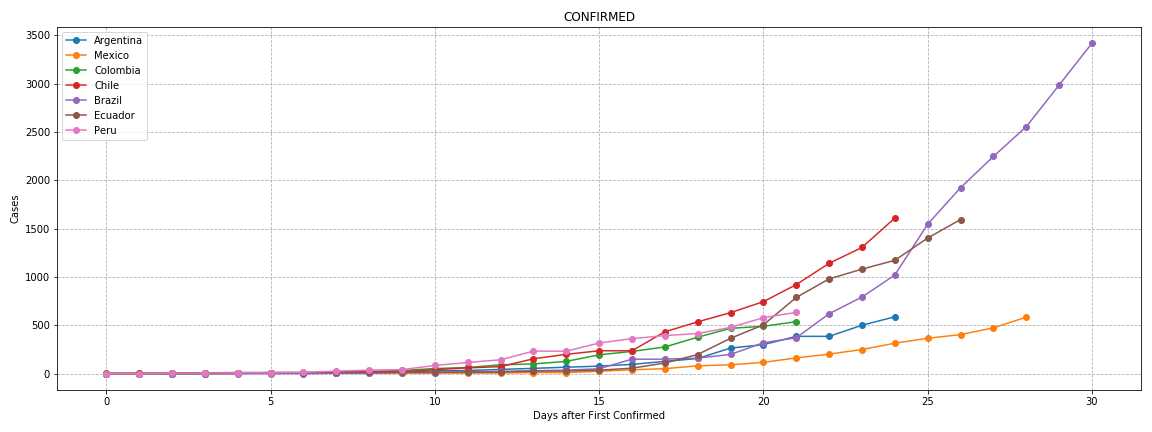 CONFIRMED
Argentina
Mexico
Colombia
Chile
Brazil
Ecuador
Peru
Cases
3500
3000
2500
2000
1500
1000
500
0
0 5 10 15 20 25 30
Days after First Confirmed